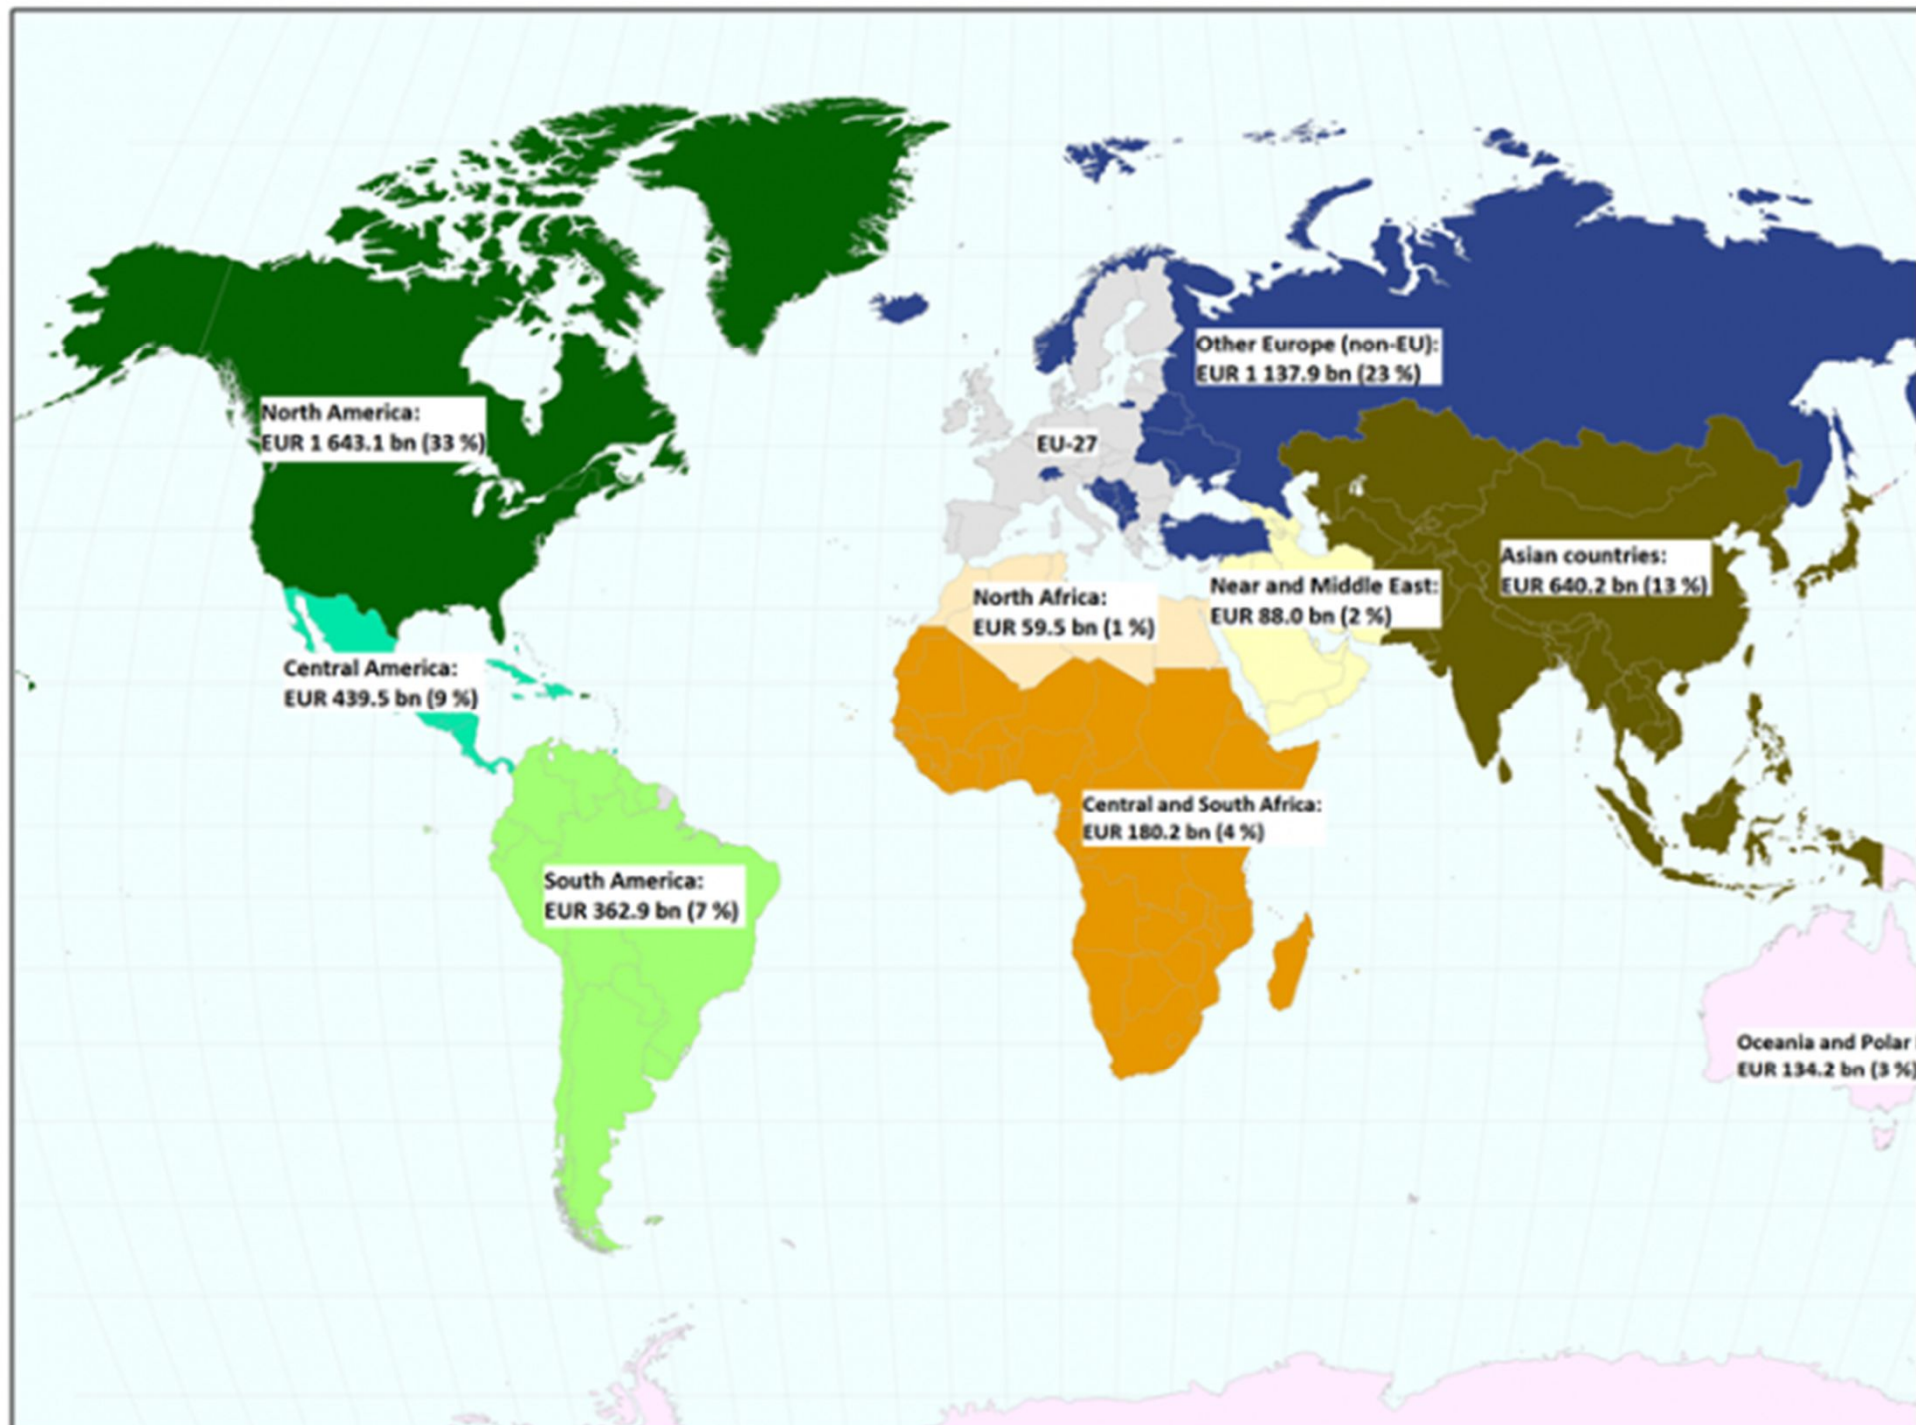 Other Europe (non-EU):
EUR 1 137.9 bn (23 %)
North America:
EUR 1 643.1 bn (33 %)
EU-27
Asian countries:
EUR 640.2 bn (13 %)
Near and Middle East:
EUR 88.0 bn (2 %)
North Africa:
EUR 59.5 bn (1 %)
Central America:
EUR 439.5 bn (9 %)
Central and South Africa:
EUR 180.2 bn (4 %)
South America:
EUR 362.9 bn (7 %)
Oceania and Polar
EUR 134.2 bn (3 %)